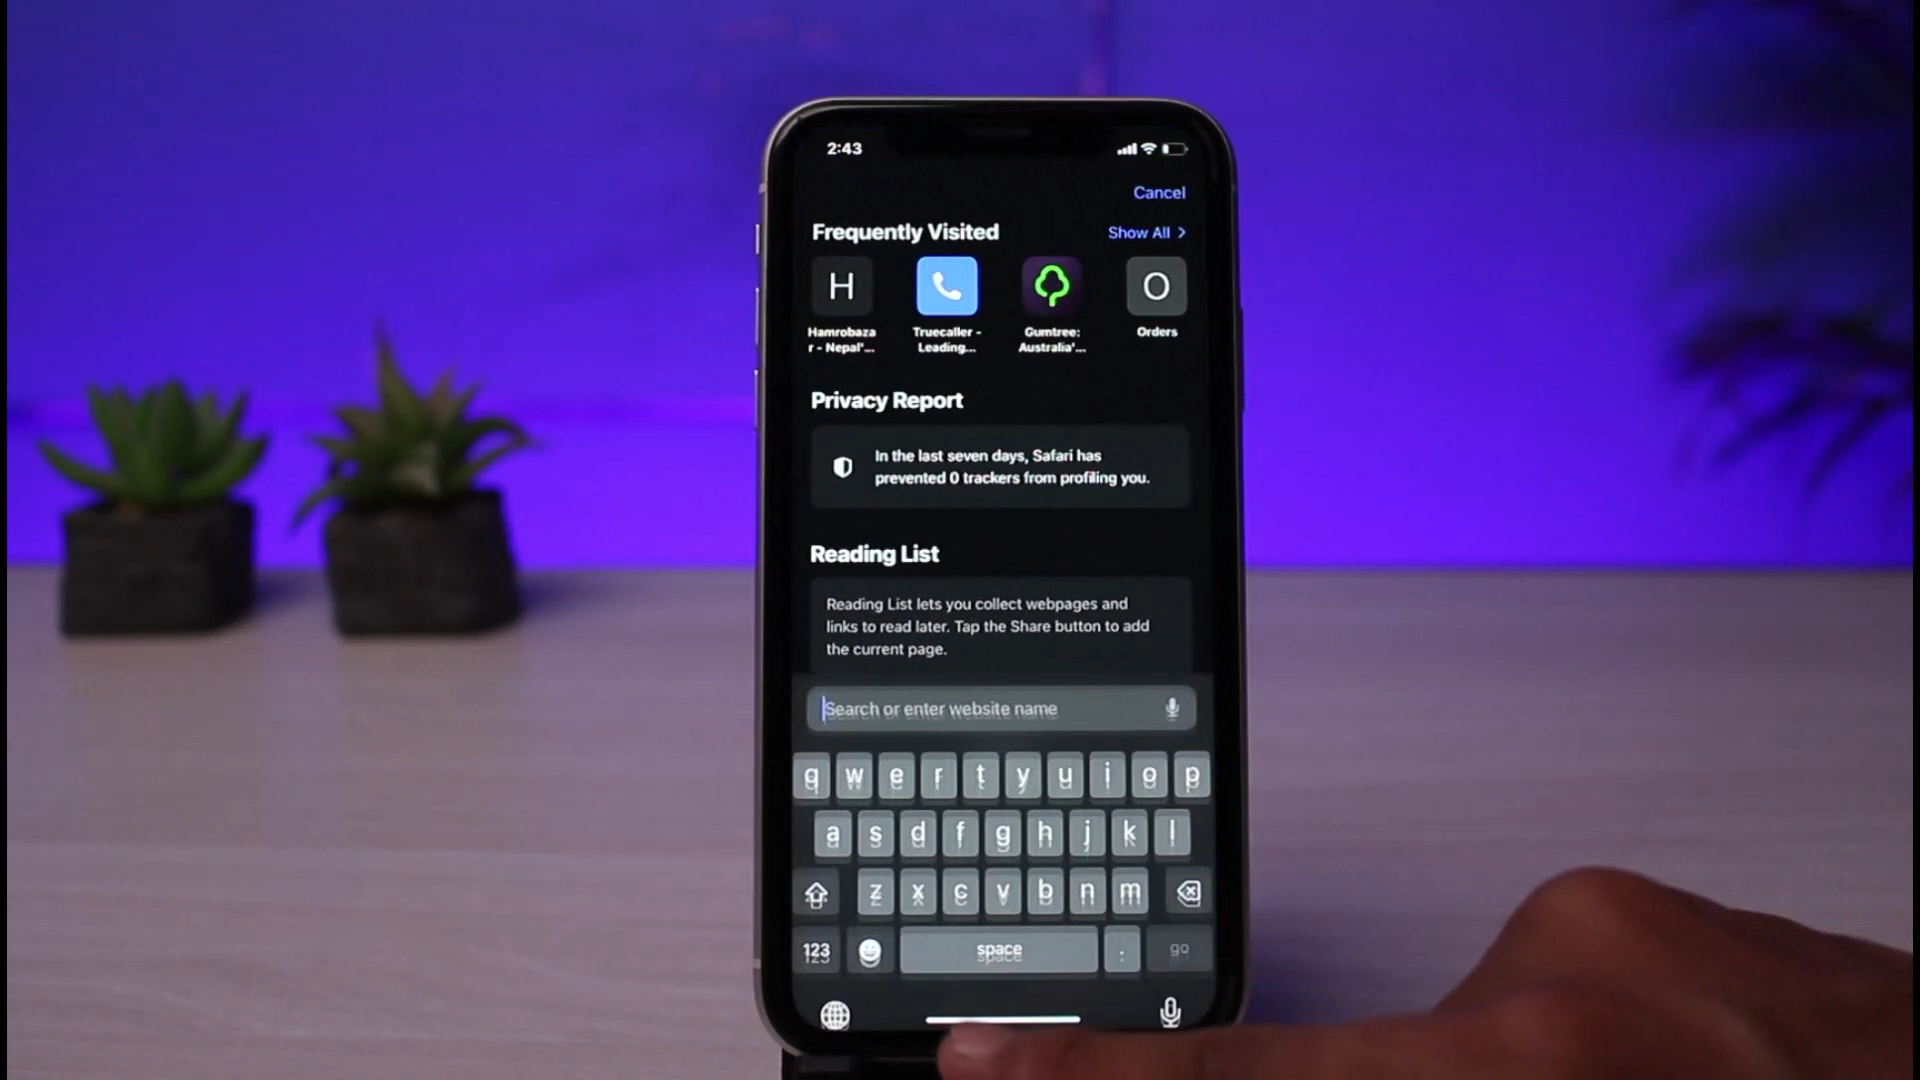 2:43
Cancel
Frequently Visited
Show All >
H
O
Hamrobaza
r - Nepal'...
Truecaller -
Leading...
Gumtree:
Australia'...
Orders
Privacy Report
In the last seven days, Safari has
prevented 0 trackers from profiling you.
Reading List
Reading List lets you collect webpages and
links to read later. Tap the Share button to add
the current page.
Search or enter website name
q w e r t y u i o p
a s d f g h j k l
z x c v b n m
123 space . go